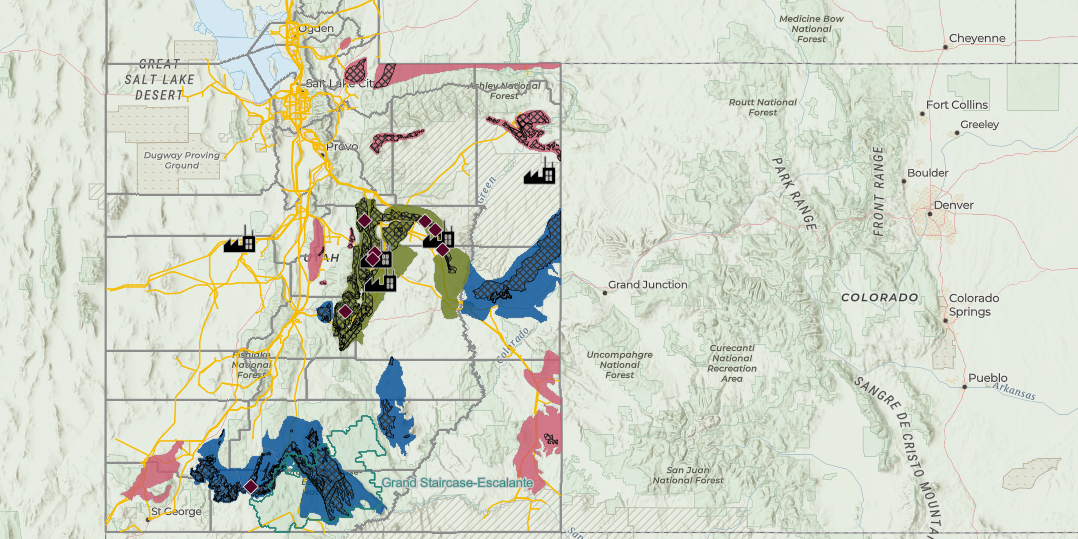 Medicine Bow
National
Forest
Ogden
Cheyenne
GREAT
SALT LAKE
DESERT
Salt Lake City
Ashley National
Forest
Routt National
Forest
Fort Collins
Greeley
Provo
Dugway Proving
Ground
Green
PARK RANGE
FRONT RANGE
Boulder
Denver
UTAH
Grand Junction
COLORADO
Colorado
Springs
Colorado
Fishlake
National
Forest
Uncompahgre
National
Forest
Curecanti
National
Recreation
Area
Pueblo
Arkansas
SANGRE DE CRISTO MOUNTA
San Juan
National Forest
Grand Staircase-Escalante
St George
San